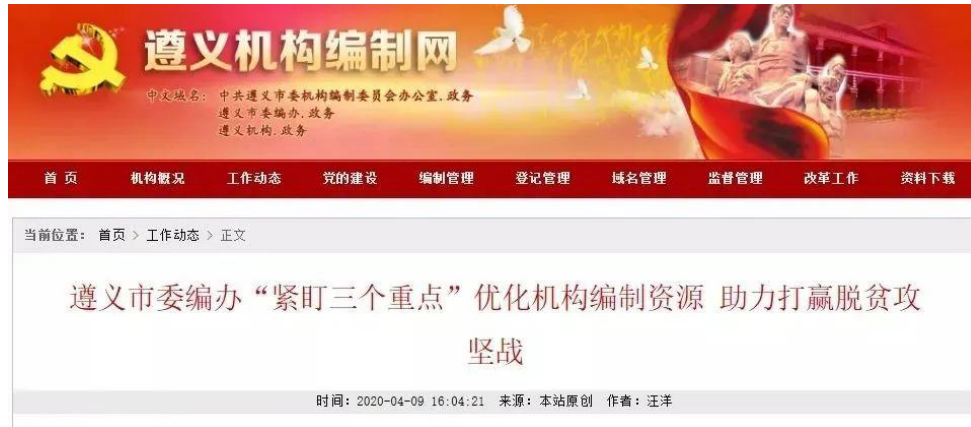 遵义机构编制网
中文域名: 中共遵义市委机构编制委员会办公室.政务
遵义市委编办.政务
遵义机构.政务
首 页 机构概况 工作动态 党的建设 编制管理 登记管理 域名管理 监督管理 改革工作 资料下载
当前位置: 首页 > 工作动态 > 正文
遵义市委编办“紧盯三个重点”优化机构编制资源 助力打赢脱贫攻
坚战
时间: 2020-04-09 16:04:21 来源: 本站原创 作者: 汪洋